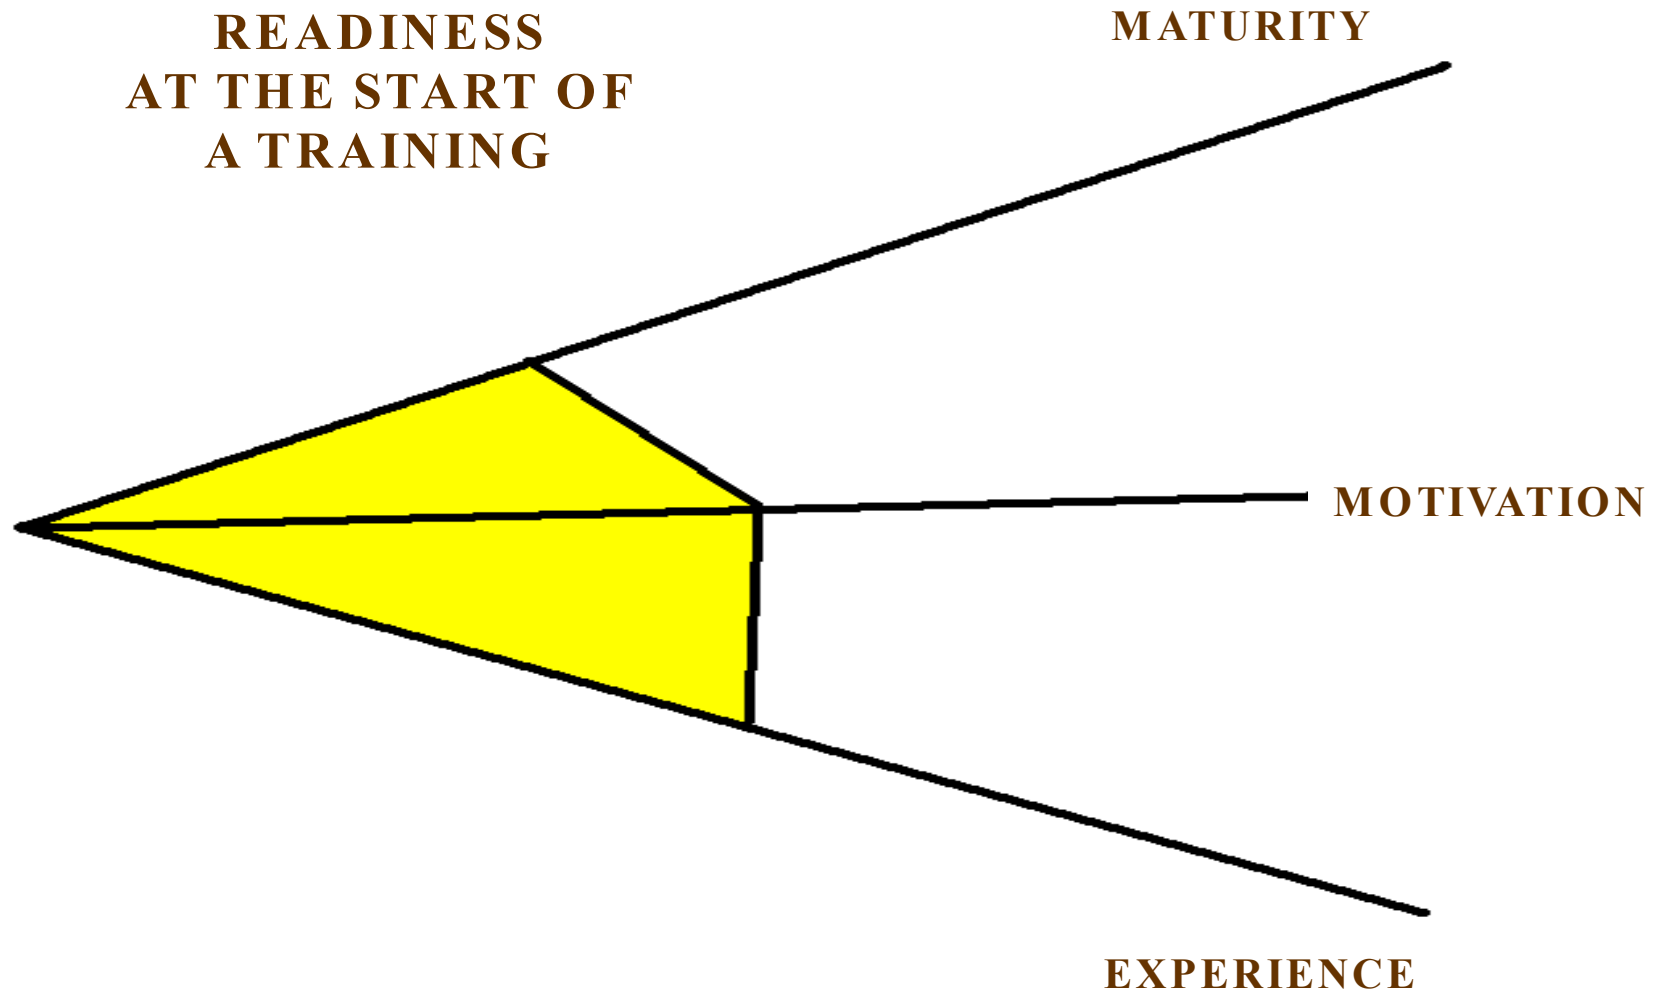 READINESS
AT THE START OF
A TRAINING
MATURITY
MOTIVATION
EXPERIENCE